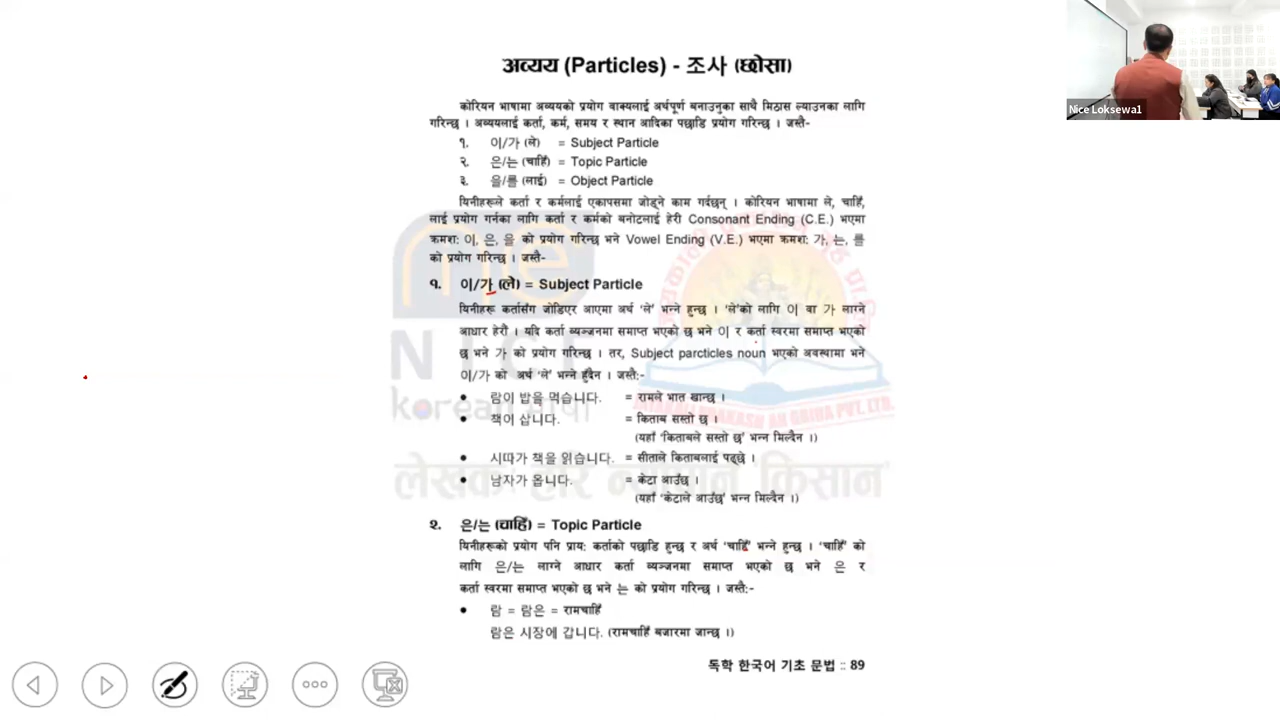 अव्यय (Particles) - 조사 (छोसा)
Nice Loksewa1
कोरियन भाषामा अव्ययको प्रयोग वाक्यलाई अर्थपूर्ण बनाउनुका साथै मिठास ल्याउनका लागि
गरिन्छ । अव्ययलाई कर्ता, कर्म, समय र स्थान आदिका पछाडि प्रयोग गरिन्छ । जस्तै-
१. 이/가 (ले) = Subject Particle
२. 은/는 (चाहिँ) = Topic Particle
३. 을/를 (लाई) = Object Particle
यिनीहरूले कर्ता र कर्मलाई एकापसमा जोड्ने काम गर्दछन् । कोरियन भाषामा ले, चाहिँ,
लाई प्रयोग गर्नका लागि कर्ता र कर्मको बनोटलाई हेरी Consonant Ending (C.E.) भएमा
क्रमश: 이, 은, 을 को प्रयोग गरिन्छ भने Vowel Ending (V.E.) भएमा क्रमश: 가, 는, 를
को प्रयोग गरिन्छ । जस्तै-
१. 이/가 (ले) = Subject Particle
यिनीहरू कर्तासँग जोडिएर आएमा अर्थ ‘ले’ भन्ने हुन्छ । ‘ले’को लागि 이 वा 가 लाग्ने
आधार हेरौं । यदि कर्ता व्यञ्जनमा समाप्त भएको छ भने 이 र कर्ता स्वरमा समाप्त भएको
छ भने 가 को प्रयोग गरिन्छ । तर, Subject parcticles noun भएको अवस्थामा भने
이/가 को अर्थ ‘ले’ भन्ने हुँदैन । जस्तै:-
• 람이 밥을 먹습니다. = रामले भात खान्छ ।
• 책이 삽니다. = किताब सस्तो छ ।
(यहाँ ‘किताबले सस्तो छ’ भन्न मिल्दैन ।)
• 시따가 책을 읽습니다. = सीताले किताबलाई पढ्छे ।
• 남자가 옵니다. = केटा आउँछ ।
(यहाँ ‘केटाले आउँछ’ भन्न मिल्दैन ।)
२. 은/는 (चाहिँ) = Topic Particle
यिनीहरूको प्रयोग पनि प्राय: कर्ताको पछाडि हुन्छ र अर्थ ‘चाहिँ’ भन्ने हुन्छ । ‘चाहिँ’ को
लागि 은/는 लाग्ने आधार कर्ता व्यञ्जनमा समाप्त भएको छ भने 은 र
कर्ता स्वरमा समाप्त भएको छ भने 는 को प्रयोग गरिन्छ । जस्तै:-
• 람 = 람은 = रामचाहिँ
람은 시장에 갑니다. (रामचाहिँ बजारमा जान्छ ।)
독학 한국어 기초 문법 :: 89
NICE
korean भाषा